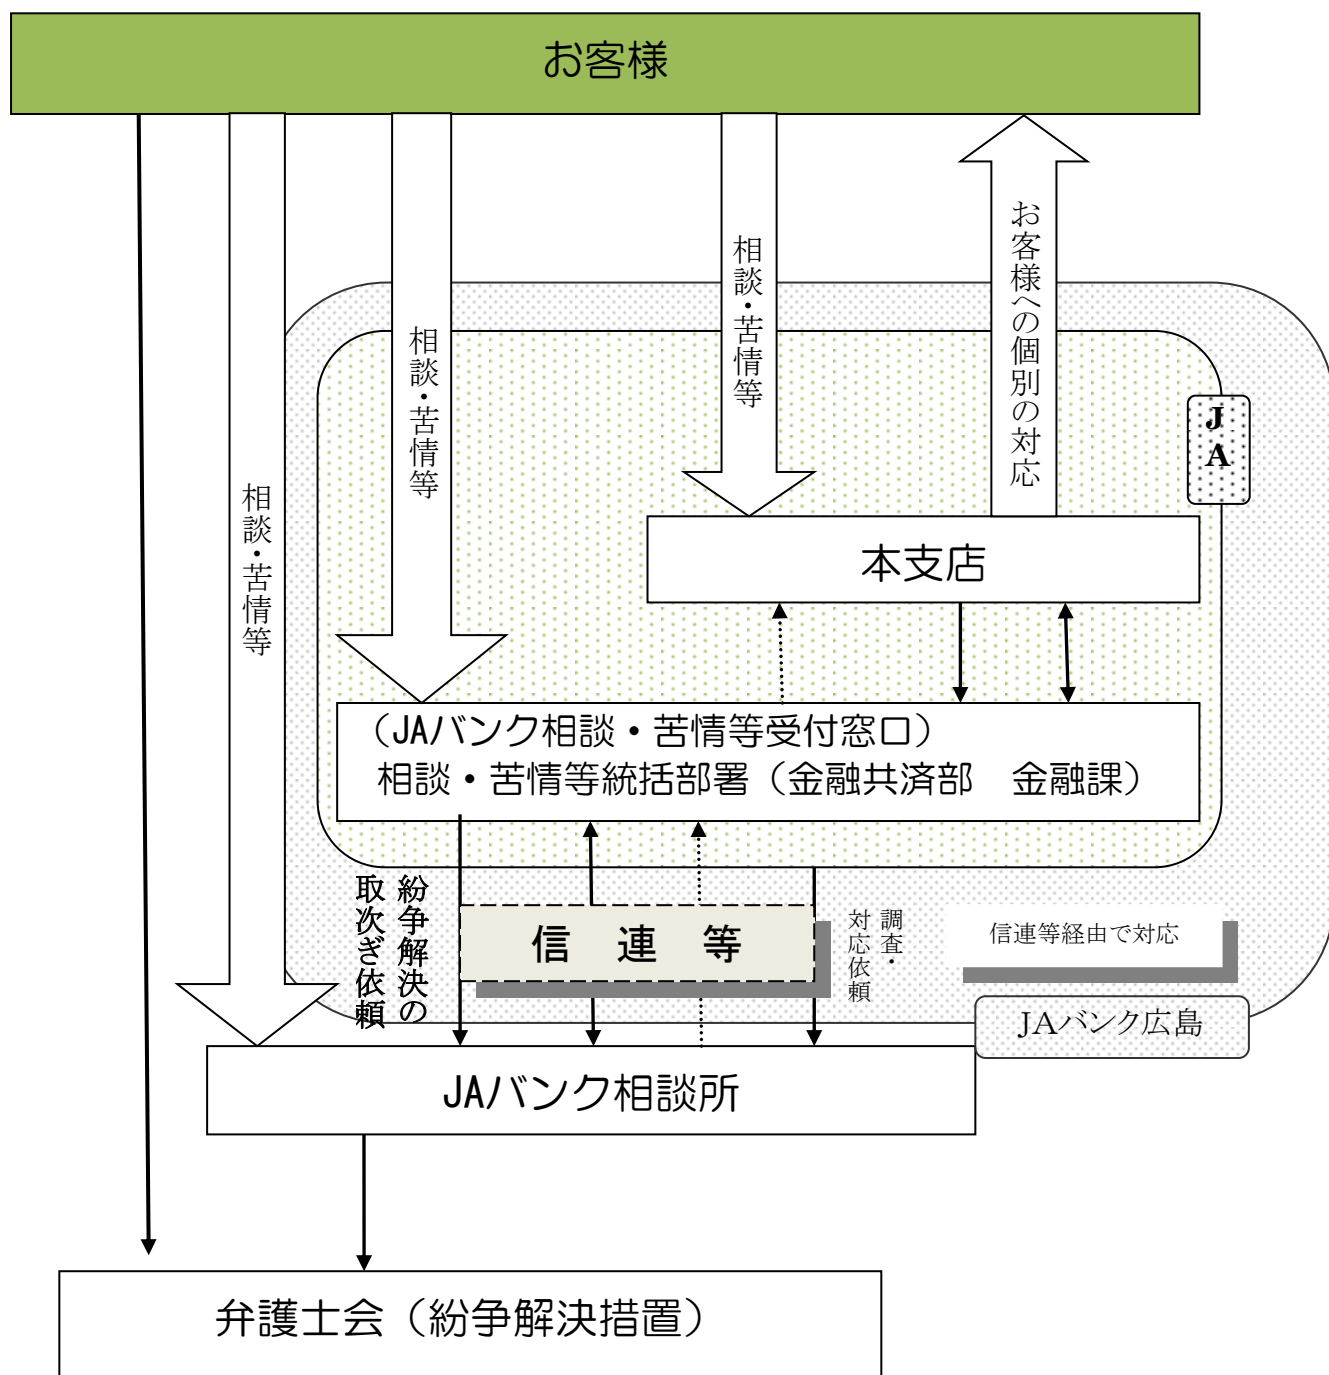 お客様
相談・苦情等
相談・苦情等
相談・苦情等
お客様への個別の対応
JA
本支店
（JAバンク相談・苦情等受付窓口）
相談・苦情等統括部署（金融共済部　金融課）
紛争解決の
取次ぎ依頼
信　連　等
調査・
対応依頼
信連等経由で対応
JAバンク広島
JAバンク相談所
弁護士会（紛争解決措置）